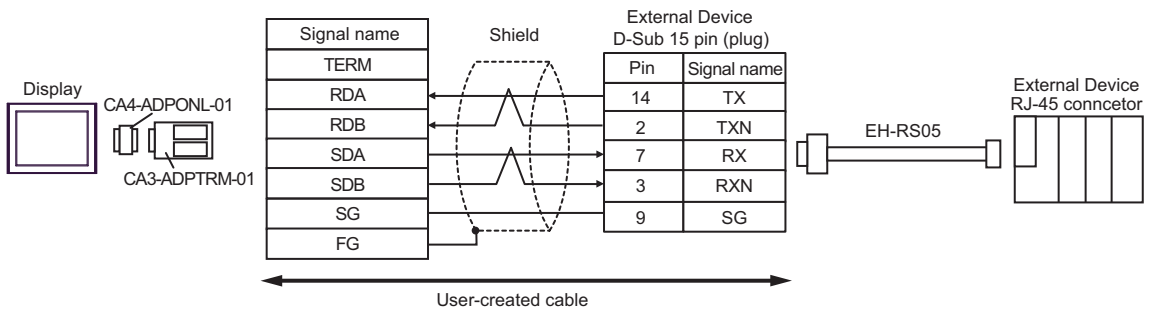 Display
CA4-ADPONL-01
CA3-ADPTRM-01
Signal name
TERM
RDA
RDB
SDA
SDB
SG
FG
Shield
External Device
D-Sub 15 pin (plug)
Pin Signal name
14 TX
2 TXN
7 RX
3 RXN
9 SG
EH-RS05
External Device
RJ-45 conncetor
User-created cable